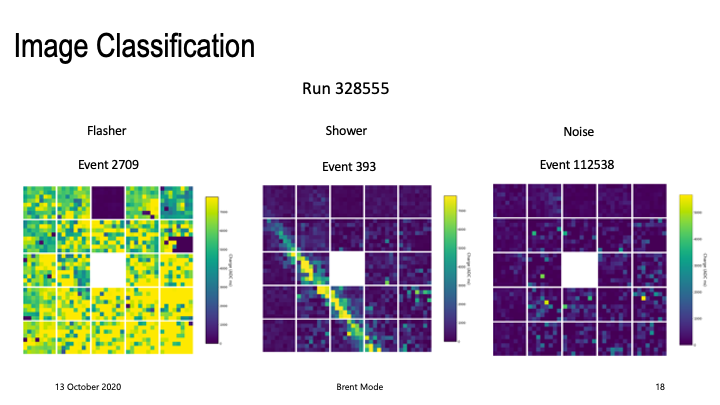 Image Classification
Run 328555
Flasher
Shower
Noise
Event 2709
Event 393
Event 112538
13 October 2020
Brent Mode
18